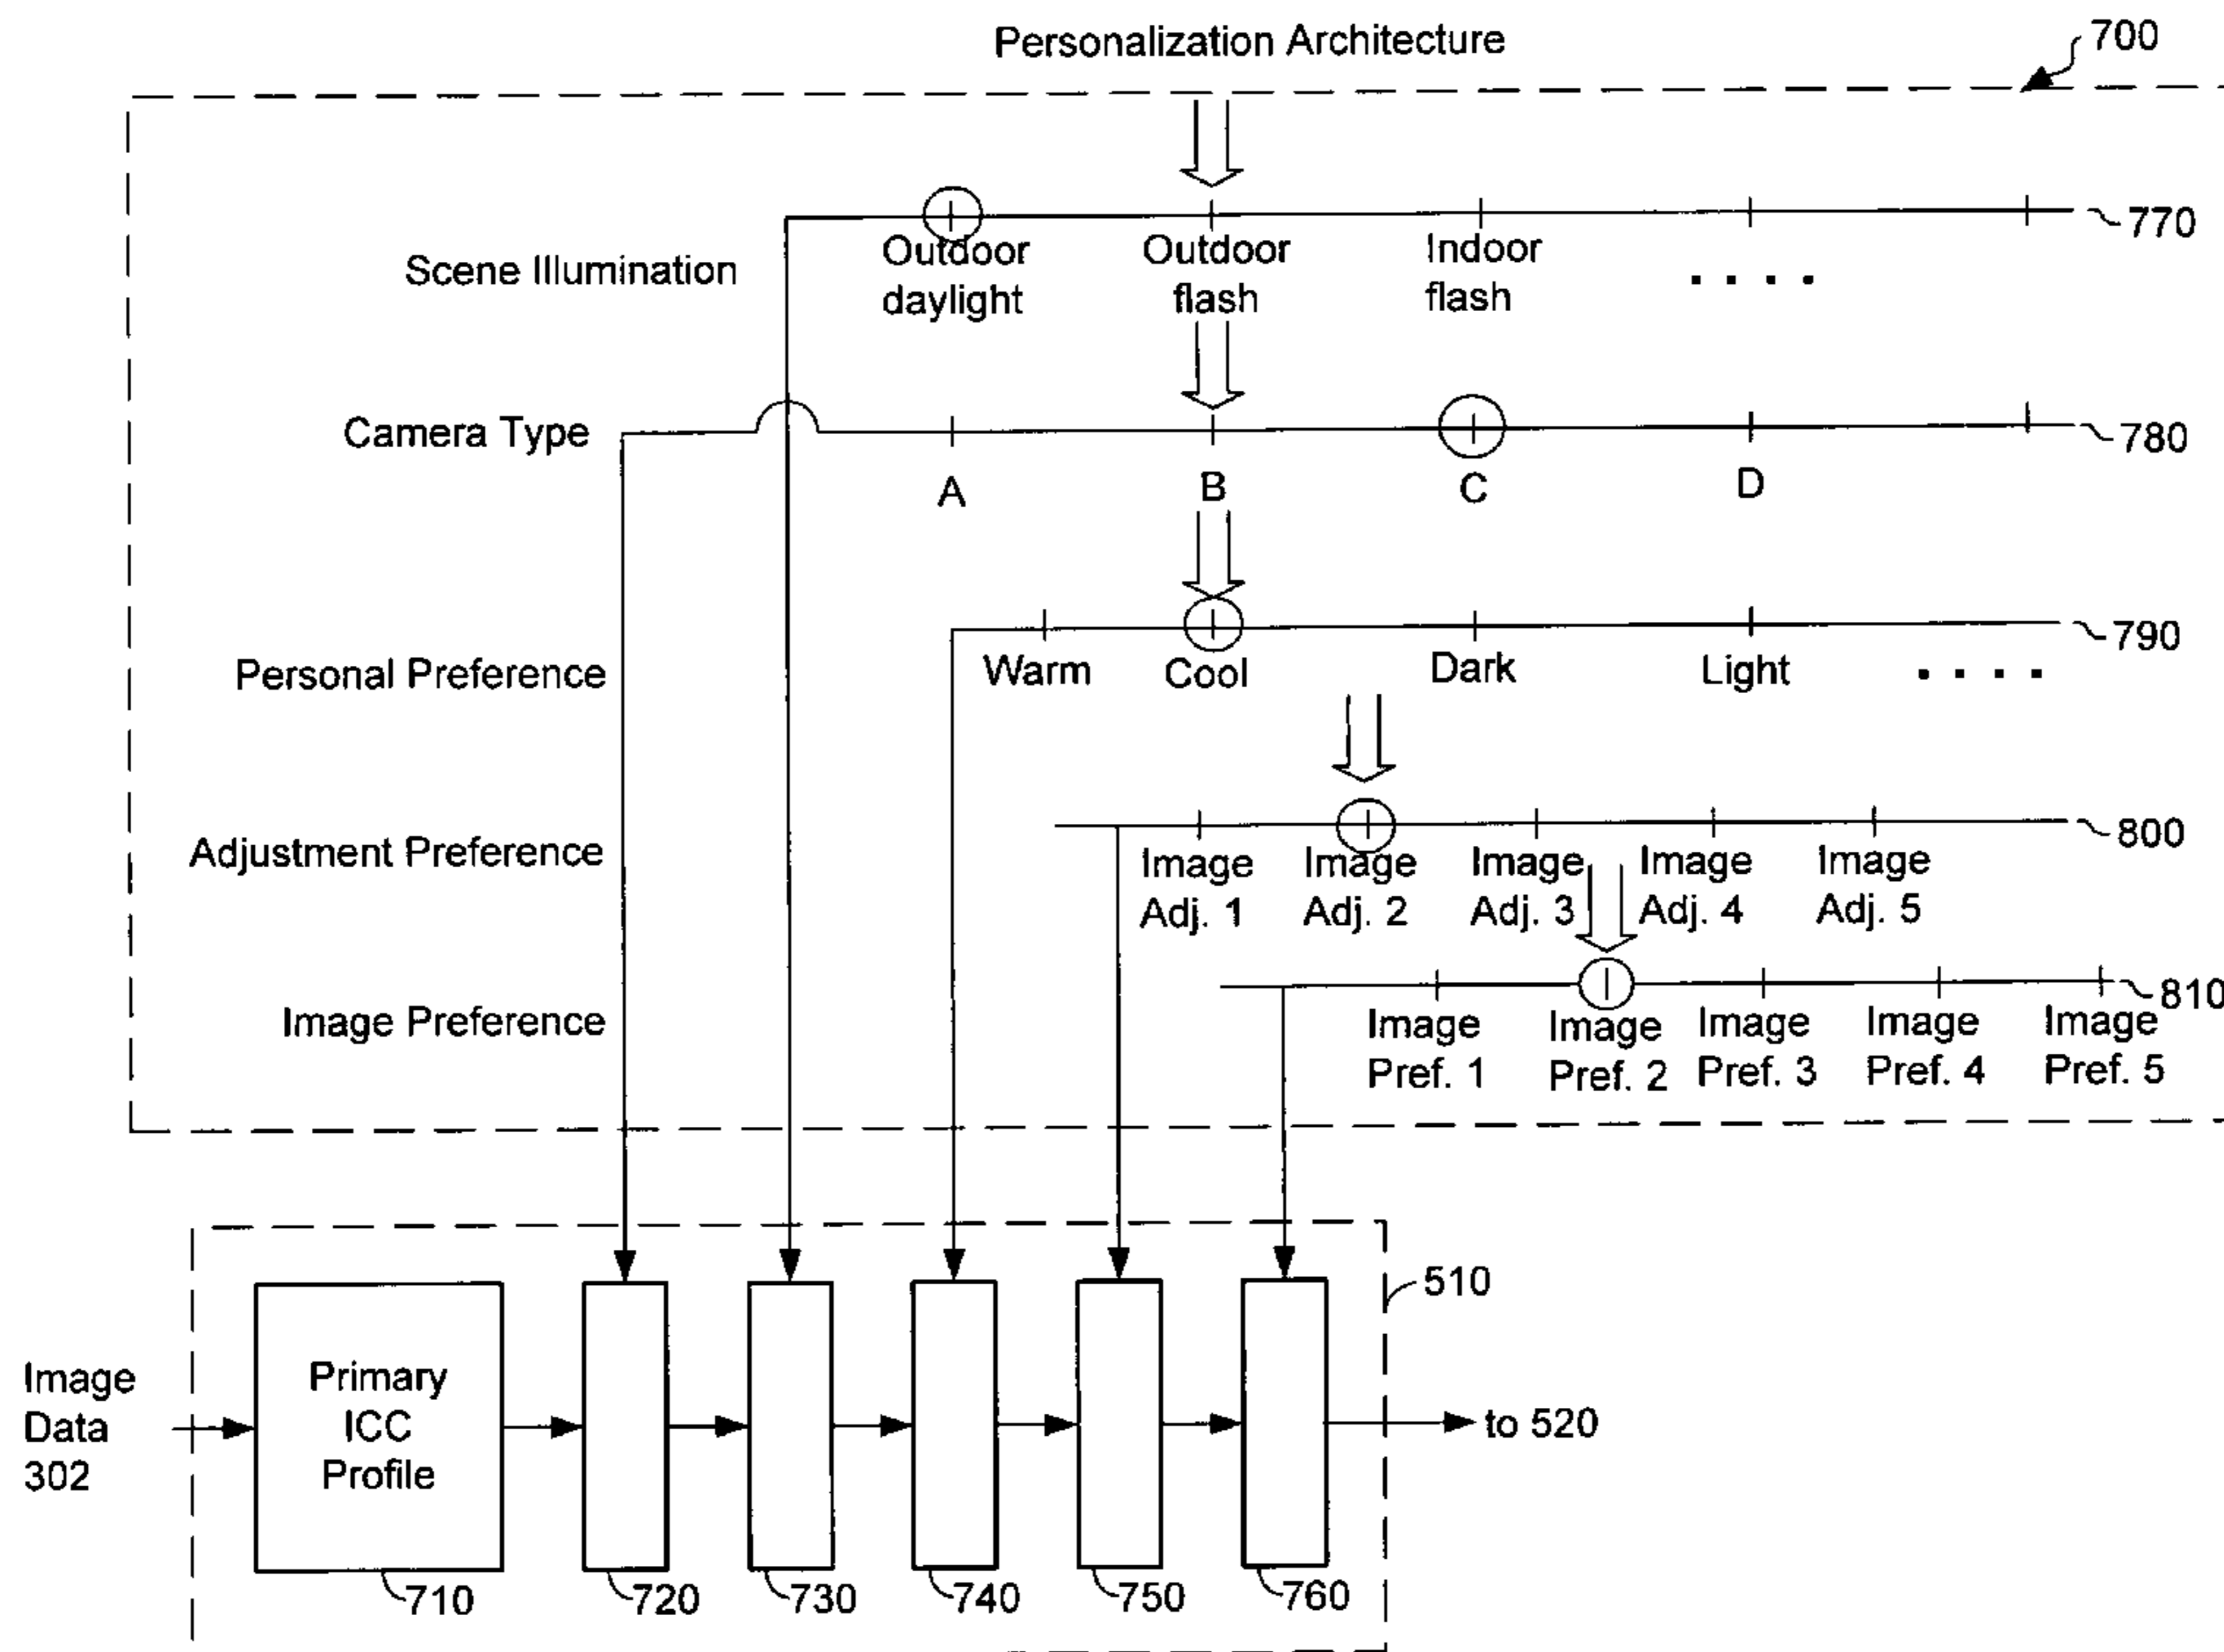 Personalization Architecture
700
770
Scene Illumination
Outdoor
daylight
Outdoor
flash
Indoor
flash
. . . .
Camera Type
780
A
B
C
D
790
Personal Preference
Warm
Cool
Dark
Light
. . . .
800
Adjustment Preference
Image
Adj. 1
Image
Adj. 2
Image
Adj. 3
Image
Adj. 4
Image
Adj. 5
810
Image Preference
Image
Pref. 1
Image
Pref. 2
Image
Pref. 3
Image
Pref. 4
Image
Pref. 5
510
Image
Data
302
Primary
ICC
Profile
to 520
710
720
730
740
750
760